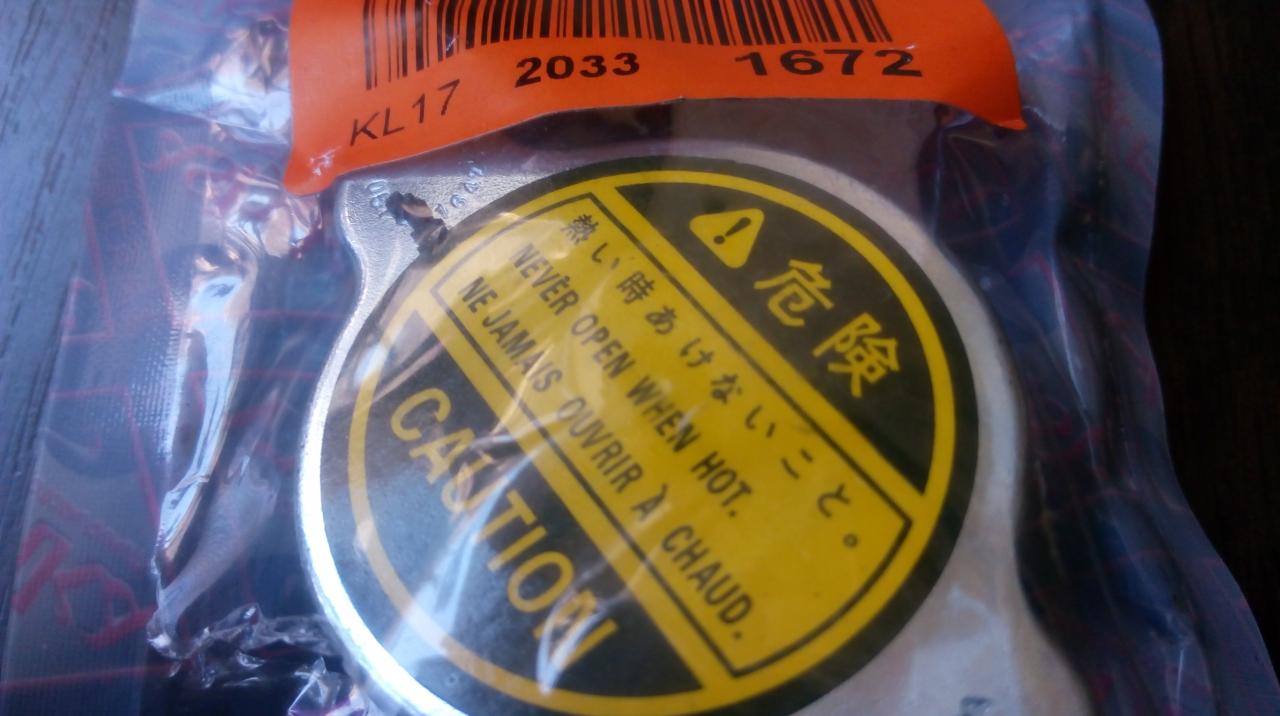 KL17 2033 1672
危険
熱い時あけないこと。
NEVER OPEN WHEN HOT.
NE JAMAIS OUVRIR À CHAUD.
CAUTION